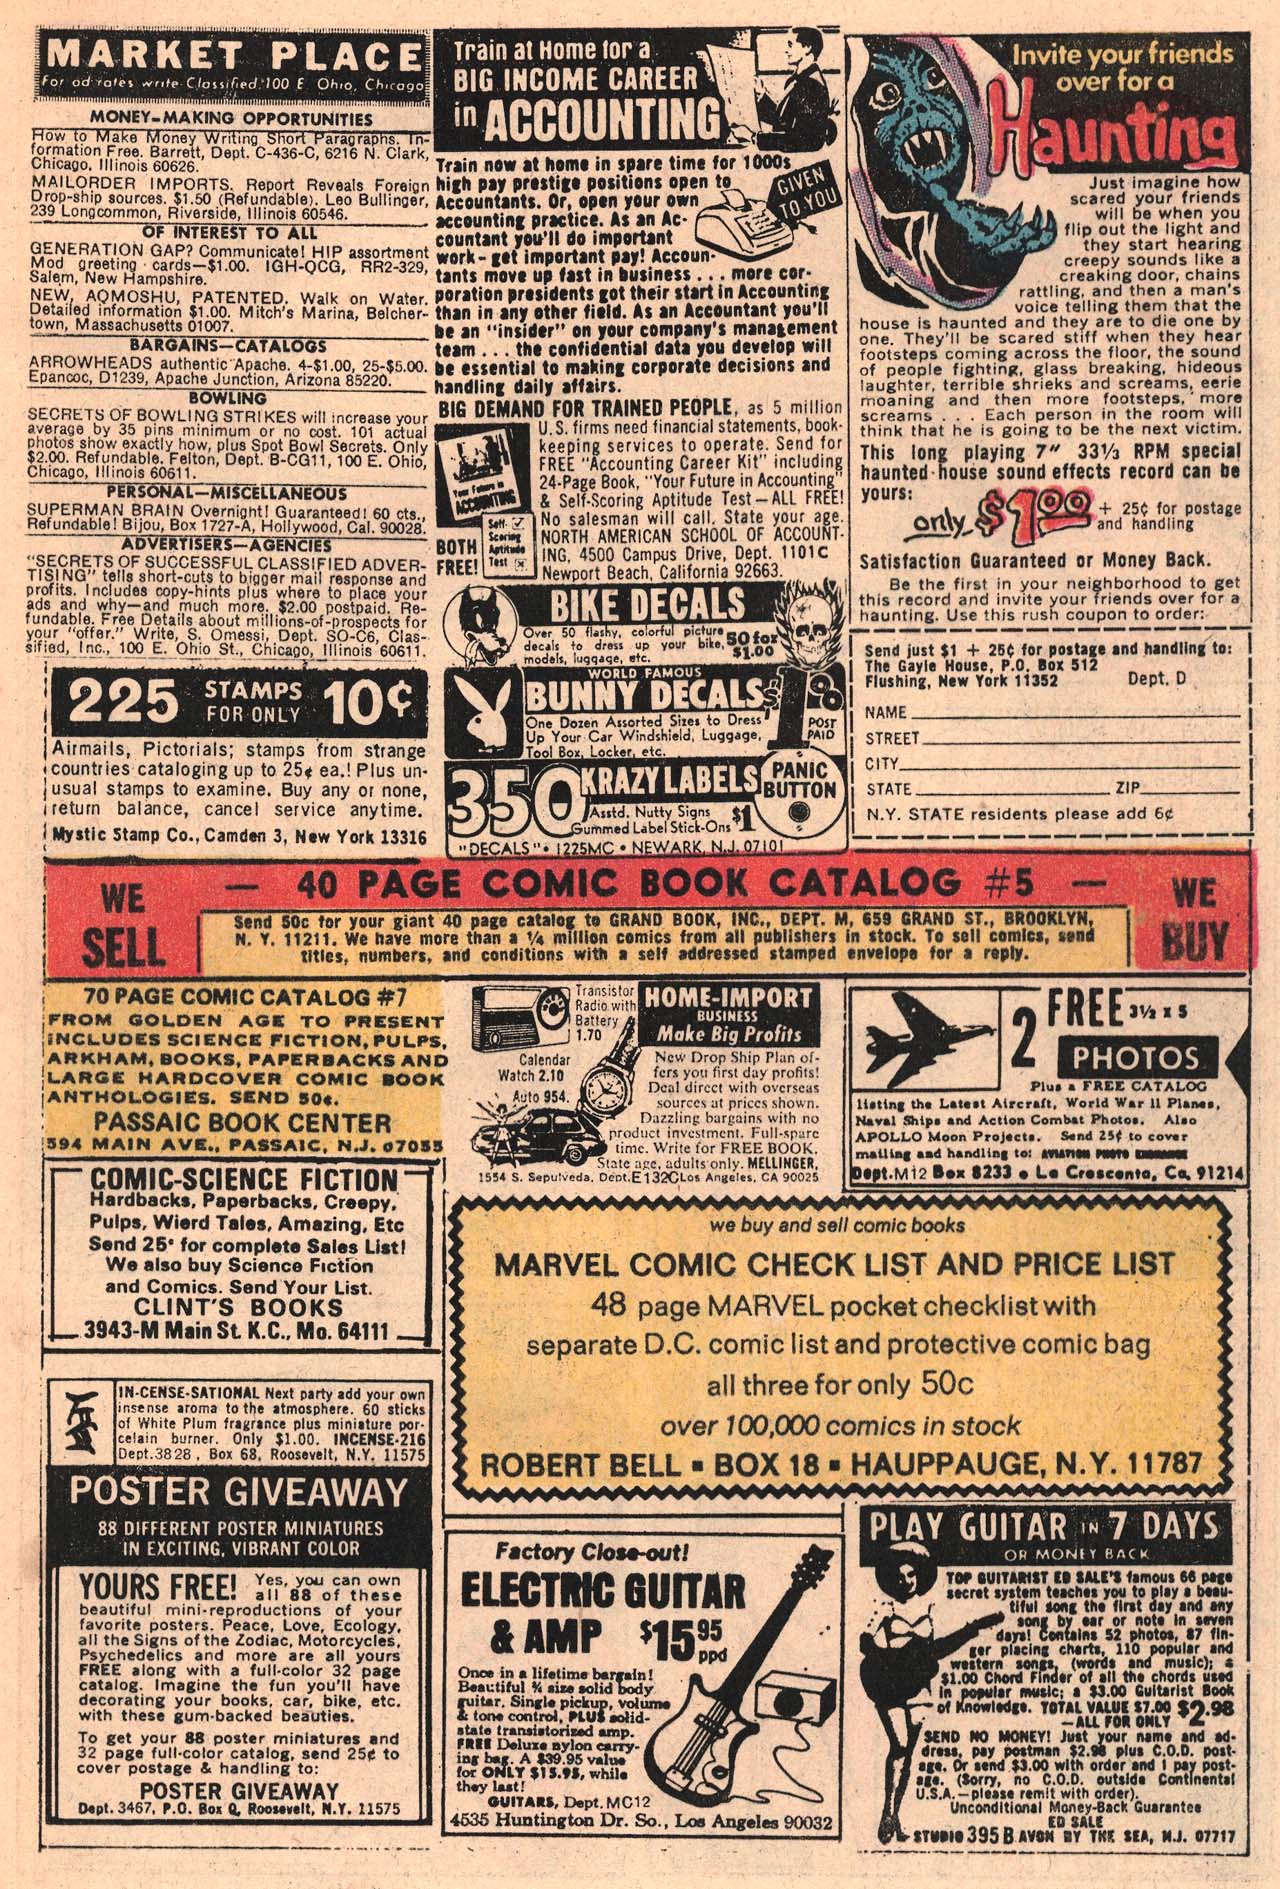 MARKET PLACE
For ad rates write Classified. 100 E. Ohio, Chicago
MONEY-MAKING OPPORTUNITIES
How to Make Money Writing Short Paragraphs. In-
formation Free. Barrett, Dept. C-436-C, 6216 N. Clark,
Chicago, Illinois 60626.
MAILORDER IMPORTS. Report Reveals Foreign
Drop-ship sources. $1.50 (Refundable). Leo Bullinger,
239 Longcommon, Riverside, Illinois 60546.
OF INTEREST TO ALL
GENERATION GAP? Communicate! HIP assortment
Mod greeting cards—$1.00. IGH-QCG, RR2-329,
Salem, New Hampshire.
NEW, AQMOSHU, PATENTED. Walk on Water.
Detailed information $1.00. Mitch's Marina, Belcher-
town, Massachusetts 01007.
BARGAINS—CATALOGS
ARROWHEADS authentic Apache. 4-$1.00, 25-$5.00.
Epancoc, D1239, Apache Junction, Arizona 85220.
BOWLING
SECRETS OF BOWLING STRIKES will increase your
average by 35 pins minimum or no cost. 101 actual
photos show exactly how, plus Spot Bowl Secrets. Only
$2.00. Refundable. Felton, Dept. B-CG11, 100 E. Ohio,
Chicago, Illinois 60611.
PERSONAL—MISCELLANEOUS
SUPERMAN BRAIN Overnight! Guaranteed! 60 cts.,
Refundable! Bijou, Box 1727-A, Hollywood, Cal. 90028.
ADVERTISERS—AGENCIES
"SECRETS OF SUCCESSFUL CLASSIFIED ADVER-
TISING" tells short-cuts to bigger mail response and
profits. Includes copy-hints plus where to place your
ads and why—and much more. $2.00 postpaid. Re-
fundable. Free Details about millions-of-prospects for
your "offer." Write, S. Omessi, Dept. SO-C6, Clas-
sified, Inc., 100 E. Ohio St., Chicago, Illinois 60611.
225 STAMPS FOR ONLY 10¢
Airmails, Pictorials; stamps from strange
countries cataloging up to 25¢ ea.! Plus un-
usual stamps to examine. Buy any or none,
return balance, cancel service anytime.
Mystic Stamp Co., Camden 3, New York 13316
Train at Home for a
BIG INCOME CAREER
in ACCOUNTING
Train now at home in spare time for 1000s
high pay prestige positions open to
Accountants. Or, open your own
accounting practice. As an Ac-
countant you'll do important
work - get important pay! Accoun-
tants move up fast in business . . . more cor-
poration presidents got their start in Accounting
than in any other field. As an Accountant you'll
be an "insider" on your company's management
team . . . the confidential data you develop will
be essential to making corporate decisions and
handling daily affairs.
GIVEN
TO YOU
BIG DEMAND FOR TRAINED PEOPLE, as 5 million
U.S. firms need financial statements, book-
keeping services to operate. Send for
FREE "Accounting Career Kit" including
24-Page Book, "Your Future in Accounting"
& Self-Scoring Aptitude Test — ALL FREE!
No salesman will call. State your age.
NORTH AMERICAN SCHOOL OF ACCOUNT-
ING, 4500 Campus Drive, Dept. 1101C
Newport Beach, California 92663.
Your Future in
ACCOUNTING
Self-
Scoring
Aptitude
Test
BOTH
FREE!
BIKE DECALS
Over 50 flashy, colorful picture
decals to dress up your bike,
models, luggage, etc.
50 for
$1.00
WORLD FAMOUS
BUNNY DECALS
One Dozen Assorted Sizes to Dress
Up Your Car Windshield, Luggage,
Tool Box, Locker, etc.
$1.00
POST
PAID
350 KRAZY LABELS
Asstd. Nutty Signs
Gummed Label Stick-Ons $1
PANIC
BUTTON
"DECALS" • 1225MC • NEWARK, N.J. 07101
Invite your friends
over for a
Haunting
Just imagine how
scared your friends
will be when you
flip out the light and
they start hearing
creepy sounds like a
creaking door, chains
rattling, and then a man's
voice telling them that the
house is haunted and they are to die one by
one. They'll be scared stiff when they hear
footsteps coming across the floor, the sound
of people fighting, glass breaking, hideous
laughter, terrible shrieks and screams, eerie
moaning and then more footsteps, more
screams . . . Each person in the room will
think that he is going to be the next victim.
This long playing 7" 33⅓ RPM special
haunted house sound effects record can be
yours:
only $1.00 + 25¢ for postage
and handling
Satisfaction Guaranteed or Money Back.
Be the first in your neighborhood to get
this record and invite your friends over for a
haunting. Use this rush coupon to order:
Send just $1 + 25¢ for postage and handling to:
The Gayle House, P.O. Box 512
Flushing, New York 11352 Dept. D
NAME
STREET
CITY
STATE ZIP
N.Y. STATE residents please add 6¢
WE
SELL
— 40 PAGE COMIC BOOK CATALOG #5 —
Send 50c for your giant 40 page catalog to GRAND BOOK, INC., DEPT. M, 659 GRAND ST., BROOKLYN,
N. Y. 11211. We have more than a ¼ million comics from all publishers in stock. To sell comics, send
titles, numbers, and conditions with a self addressed stamped envelope for a reply.
WE
BUY
70 PAGE COMIC CATALOG #7
FROM GOLDEN AGE TO PRESENT
INCLUDES SCIENCE FICTION, PULPS,
ARKHAM, BOOKS, PAPERBACKS AND
LARGE HARDCOVER COMIC BOOK
ANTHOLOGIES. SEND 50¢.
PASSAIC BOOK CENTER
594 MAIN AVE., PASSAIC, N.J. 07055
COMIC-SCIENCE FICTION
Hardbacks, Paperbacks, Creepy,
Pulps, Wierd Tales, Amazing, Etc
Send 25¢ for complete Sales List!
We also buy Science Fiction
and Comics. Send Your List.
CLINT'S BOOKS
3943-M Main St. K.C., Mo. 64111
Transistor
Radio with
Battery
1.70
Calendar
Watch 2.10
Auto 954.
HOME-IMPORT
BUSINESS
Make Big Profits
New Drop Ship Plan of-
fers you first day profits!
Deal direct with overseas
sources at prices shown.
Dazzling bargains with no
product investment. Full-spare
time. Write for FREE BOOK.
State age, adults only. MELLINGER,
1554 S. Sepulveda, Dept.E132C Los Angeles, CA 90025
2 FREE 3½ x 5
PHOTOS
Plus a FREE CATALOG
listing the Latest Aircraft, World War II Planes,
Naval Ships and Action Combat Photos. Also
APOLLO Moon Projects. Send 25¢ to cover
mailing and handling to: AVIATION PHOTO EXCHANGE
Dept. M12 Box 8233 • La Crescenta, Ca. 91214
we buy and sell comic books
MARVEL COMIC CHECK LIST AND PRICE LIST
48 page MARVEL pocket checklist with
separate D.C. comic list and protective comic bag
all three for only 50c
over 100,000 comics in stock
ROBERT BELL ▪ BOX 18 ▪ HAUPPAUGE, N.Y. 11787
IN-CENSE-SATIONAL Next party add your own
insense aroma to the atmosphere. 60 sticks
of White Plum fragrance plus miniature por-
celain burner. Only $1.00. INCENSE-216
Dept.3828, Box 68, Roosevelt, N.Y. 11575
POSTER GIVEAWAY
88 DIFFERENT POSTER MINIATURES
IN EXCITING, VIBRANT COLOR
YOURS FREE! Yes, you can own
all 88 of these
beautiful mini-reproductions of your
favorite posters. Peace, Love, Ecology,
all the Signs of the Zodiac, Motorcycles,
Psychedelics and more are all yours
FREE along with a full-color 32 page
catalog. Imagine the fun you'll have
decorating your books, car, bike, etc.
with these gum-backed beauties.
To get your 88 poster miniatures and
32 page full-color catalog, send 25¢ to
cover postage & handling to:
POSTER GIVEAWAY
Dept. 3467, P.O. Box Q, Roosevelt, N.Y. 11575
Factory Close-out!
ELECTRIC GUITAR
& AMP $15.95 ppd
Once in a lifetime bargain!
Beautiful ¾ size solid body
guitar. Single pickup, volume
& tone control, PLUS solid-
state transistorized amp.
FREE Deluxe nylon carry-
ing bag. A $39.95 value
for ONLY $15.95, while
they last!
GUITARS, Dept. MC12
4535 Huntington Dr. So., Los Angeles 90032
PLAY GUITAR IN 7 DAYS
OR MONEY BACK
TOP GUITARIST ED SALE'S famous 66 page
secret system teaches you to play a beau-
tiful song the first day and any
song by ear or note in seven
days! Contains 52 photos, 87 fin-
ger placing charts, 110 popular and
western songs, (words and music); a
$1.00 Chord Finder of all the chords used
in popular music; a $3.00 Guitarist Book
of Knowledge. TOTAL VALUE $7.00
—ALL FOR ONLY $2.98
SEND NO MONEY! Just your name and ad-
dress, pay postman $2.98 plus C.O.D. post-
age. Or send $3.00 with order and I pay post-
age. (Sorry, no C.O.D. outside Continental
U.S.A.—please remit with order).
Unconditional Money-Back Guarantee
ED SALE
STUDIO 395 B AVON BY THE SEA, N.J. 07717